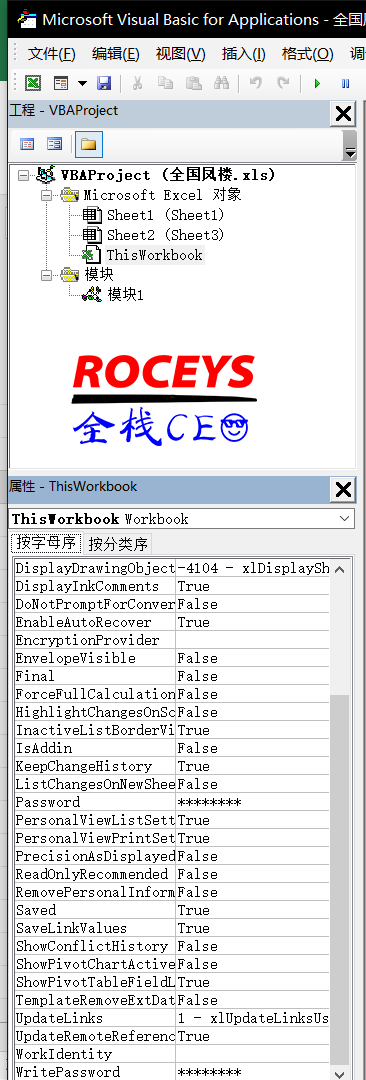 Microsoft Visual Basic for Applications - 全国
文件(F) 编辑(E) 视图(V) 插入(I) 格式(O) 调
工程 - VBAProject
VBAProject (全国凤楼.xls)
Microsoft Excel 对象
Sheet1 (Sheet1)
Sheet2 (Sheet3)
ThisWorkbook
模块
模块1
ROCEYS
全栈CE
属性 - ThisWorkbook
ThisWorkbook Workbook
按字母序 按分类序
DisplayDrawingObject -4104 - xlDisplaySh
DisplayInkComments True
DoNotPromptForConver False
EnableAutoRecover True
EncryptionProvider
EnvelopeVisible False
Final False
ForceFullCalculation False
HighlightChangesOnSc False
InactiveListBorderVi True
IsAddin False
KeepChangeHistory True
ListChangesOnNewShee False
Password ********
PersonalViewListSett True
PersonalViewPrintSet True
PrecisionAsDisplayed False
ReadOnlyRecommended False
RemovePersonalInform False
Saved True
SaveLinkValues True
ShowConflictHistory False
ShowPivotChartActive False
ShowPivotTableFieldL True
TemplateRemoveExtDat False
UpdateLinks 1 - xlUpdateLinksUs
UpdateRemoteReferenc True
WorkIdentity
WritePassword ********